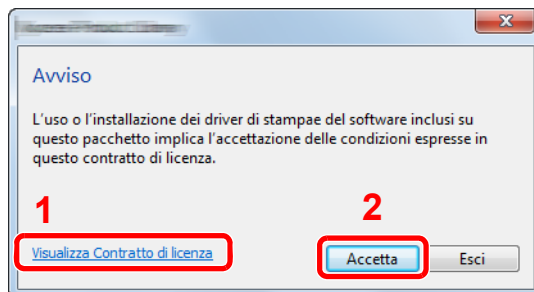 Avviso
L'uso o l'installazione dei driver di stampae del software inclusi su
questo pacchetto implica l'accettazione delle condizioni espresse in
questo contratto di licenza.
1
2
Visualizza Contratto di licenza
Accetta
Esci